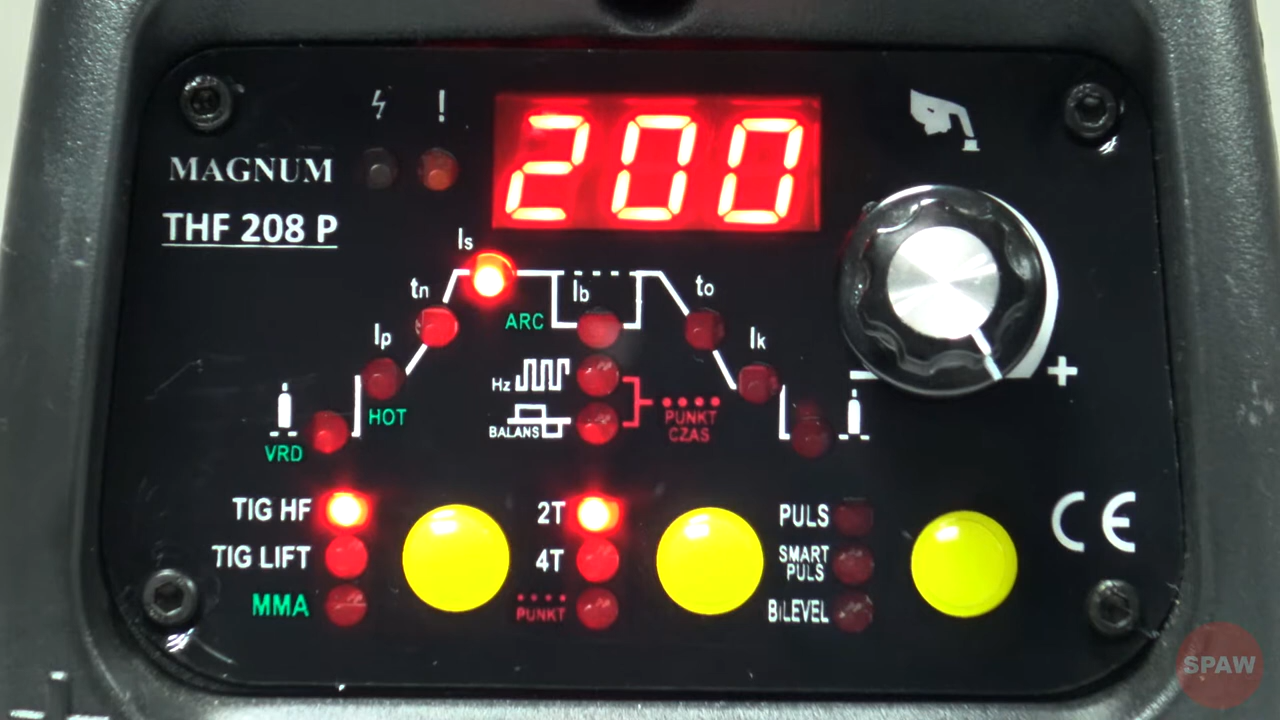 !
200
MAGNUM
THF 208 P
Is
tn
ARC
Ib
to
Ip
Ik
HOT
Hz
BALANS
PUNKT
CZAS
- +
VRD
TIG HF
2T
PULS
CE
TIG LIFT
4T
SMART
PULS
MMA
PUNKT
BiLEVEL
SPAW